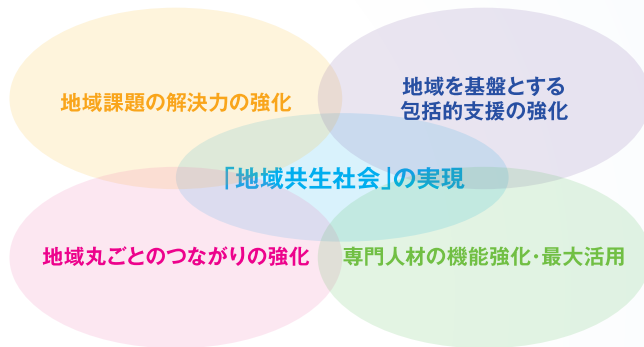 地域課題の解決力の強化
地域を基盤とする
包括的支援の強化
「地域共生社会」の実現
地域丸ごとのつながりの強化
専門人材の機能強化・最大活用